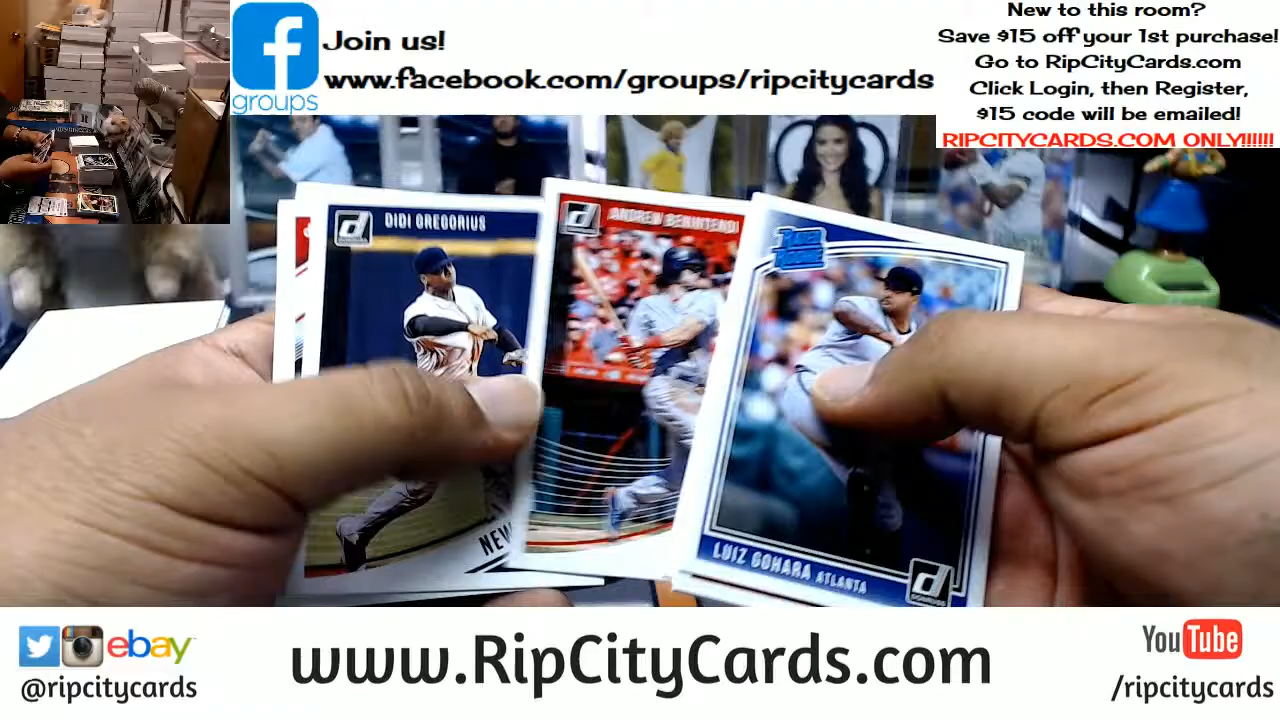 Join us!
www.facebook.com/groups/ripcitycards
groups
New to this room?
Save $15 off your 1st purchase!
Go to RipCityCards.com
Click Login, then Register,
$15 code will be emailed!
RIPCITYCARDS.COM ONLY!!!!!!
DIDI GREGORIUS
NEW
ANDREW BENINTENDI
RATED
ROOKIE
LUIZ GOHARA ATLANTA
DONRUSS
ebay
@ripcitycards
www.RipCityCards.com
YouTube
/ripcitycards